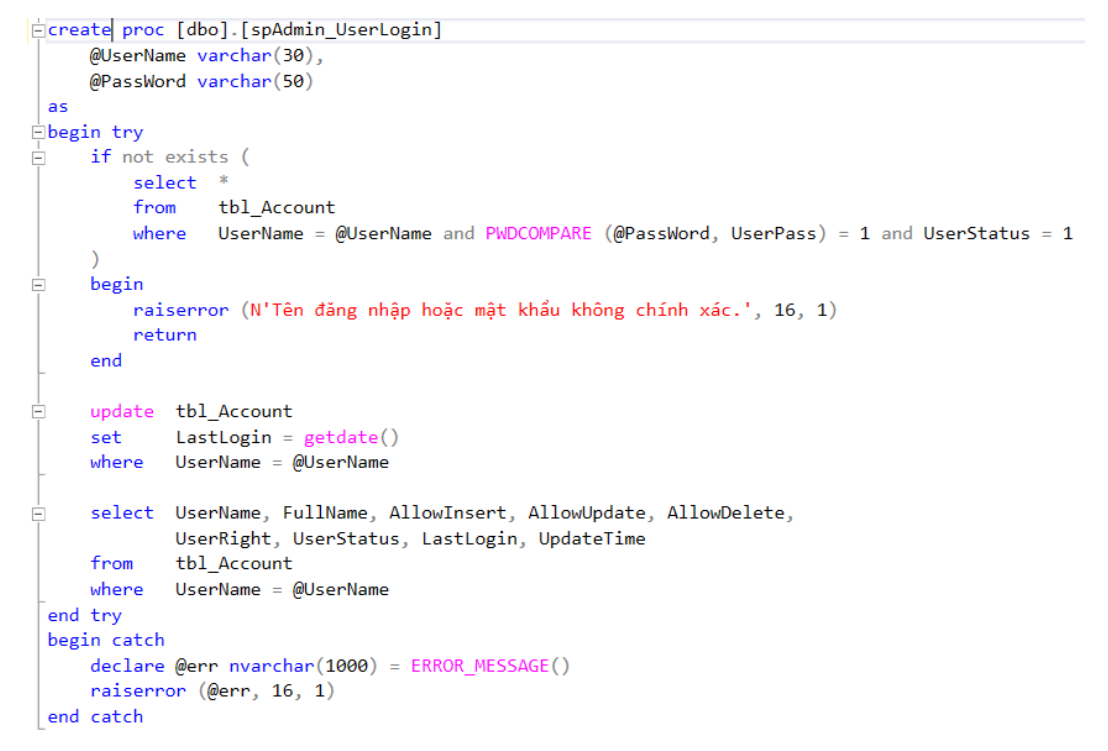 create proc [dbo].[spAdmin_UserLogin]
@UserName varchar(30),
@PassWord varchar(50)
as
begin try
if not exists (
select *
from tbl_Account
where UserName = @UserName and PWDCOMPARE (@PassWord, UserPass) = 1 and UserStatus = 1
)
begin
raiserror (N'Tên đăng nhập hoặc mật khẩu không chính xác.', 16, 1)
return
end
update tbl_Account
set LastLogin = getdate()
where UserName = @UserName
select UserName, FullName, AllowInsert, AllowUpdate, AllowDelete,
UserRight, UserStatus, LastLogin, UpdateTime
from tbl_Account
where UserName = @UserName
end try
begin catch
declare @err nvarchar(1000) = ERROR_MESSAGE()
raiserror (@err, 16, 1)
end catch